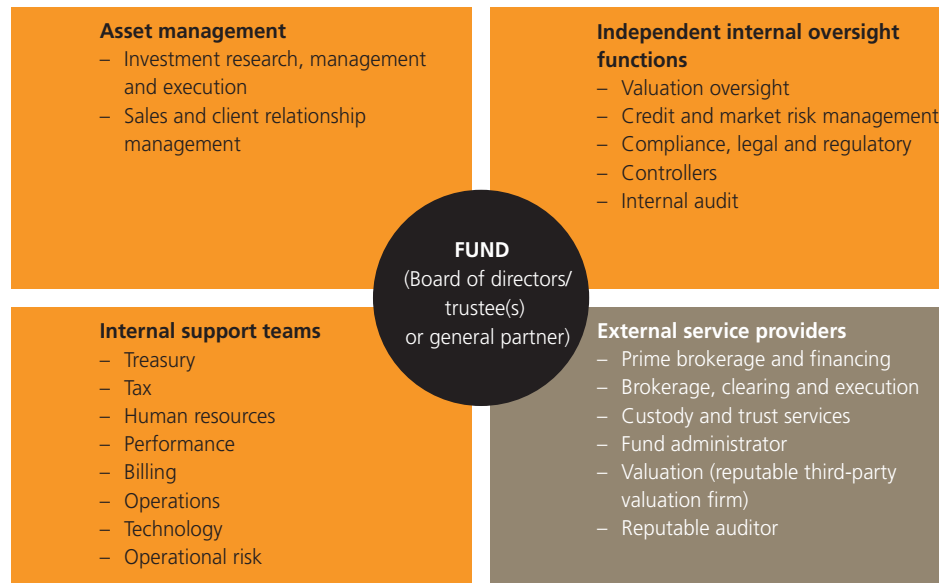 Asset management
– Investment research, management
and execution
– Sales and client relationship
management
Independent internal oversight
functions
– Valuation oversight
– Credit and market risk management
– Compliance, legal and regulatory
– Controllers
– Internal audit
FUND
(Board of directors/
trustee(s)
or general partner)
Internal support teams
– Treasury
– Tax
– Human resources
– Performance
– Billing
– Operations
– Technology
– Operational risk
External service providers
– Prime brokerage and financing
– Brokerage, clearing and execution
– Custody and trust services
– Fund administrator
– Valuation (reputable third-party
valuation firm)
– Reputable auditor